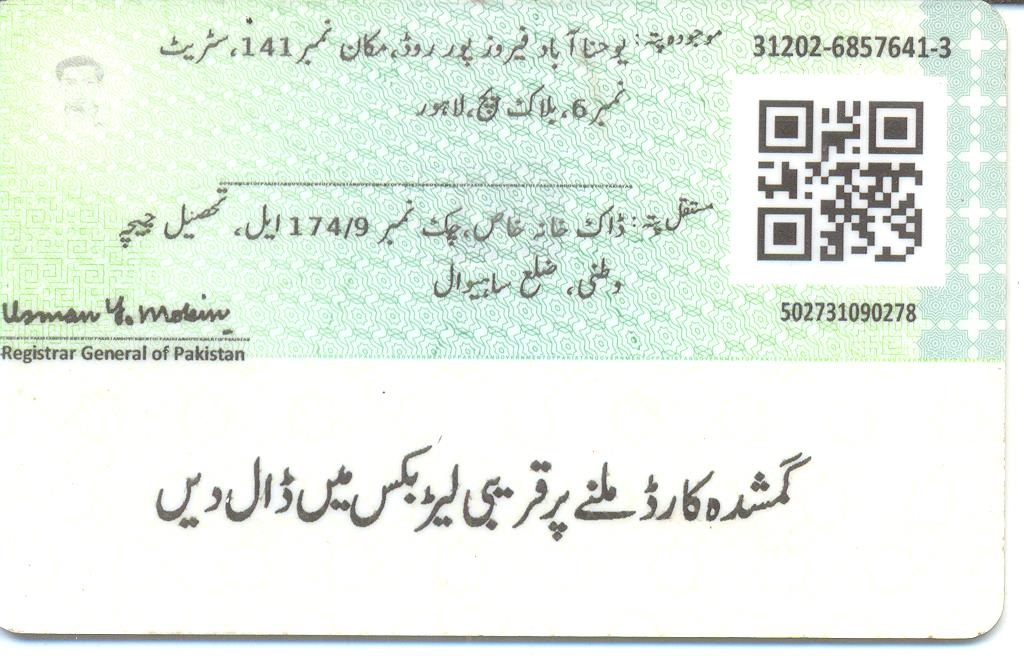 موجودہ پتہ: یوحنا آباد فیروز پور روڈ، مکان نمبر 141، سٹریٹ
نمبر 6، بلاک ایچ، لاہور
31202-6857641-3
مستقل پتہ: ڈاک خانہ خاص، چک نمبر 174/9 ایل، تحصیل چیچہ
وطنی، ضلع ساہیوال
502731090278
Usman Y. Mobin
Registrar General of Pakistan
گمشدہ کارڈ ملنے پر قریبی لیٹر بکس میں ڈال دیں